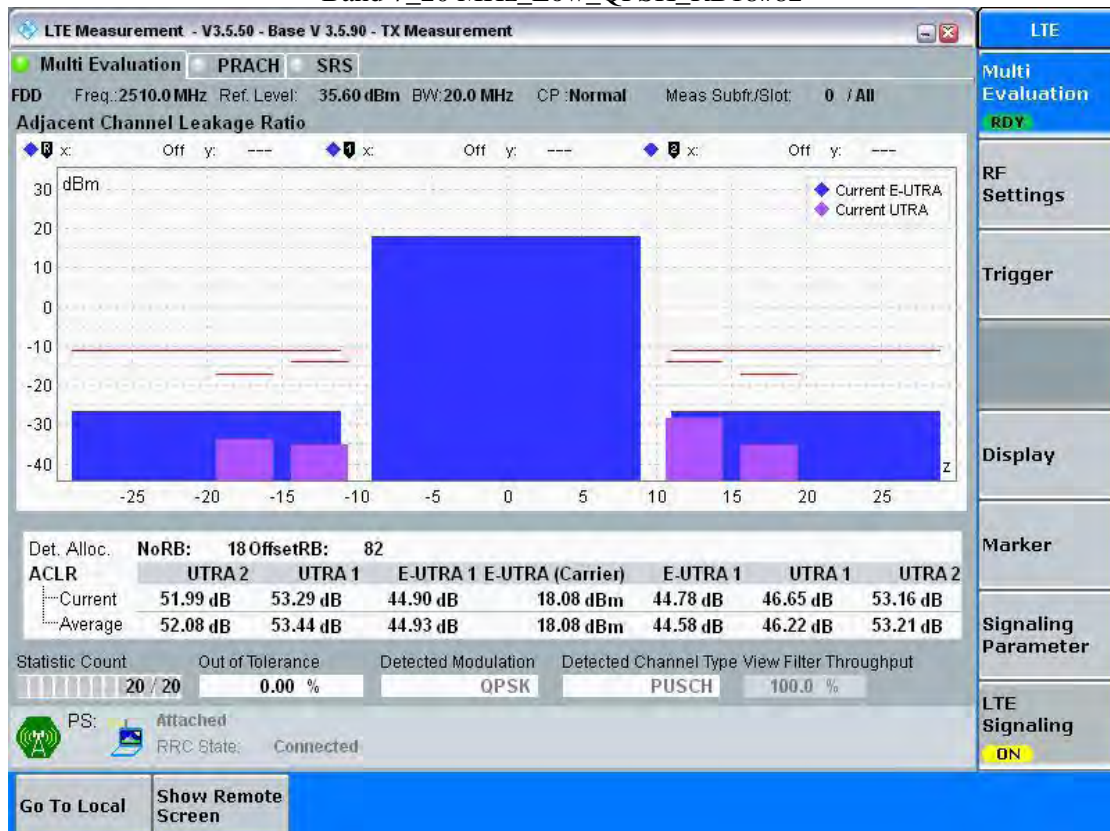 LTE Measurement - V3.5.50 - Base V 3.5.90 - TX Measurement
LTE
Multi Evaluation PRACH SRS
Multi
Evaluation
RDY
FDD Freq.:2510.0 MHz Ref. Level: 35.60 dBm BW:20.0 MHz CP :Normal Meas Subfr./Slot: 0 / All
Adjacent Channel Leakage Ratio
R x: Off y: --- 1 x: Off y: --- 2 x: Off y: ---
dBm
Current E-UTRA
Current UTRA
30
20
10
0
-10
-20
-30
-40
z
-25 -20 -15 -10 -5 0 5 10 15 20 25
RF
Settings
Trigger
Display
Marker
Signaling
Parameter
LTE
Signaling
ON
Det. Alloc. NoRB: 18 OffsetRB: 82
ACLR UTRA 2 UTRA 1 E-UTRA 1 E-UTRA (Carrier) E-UTRA 1 UTRA 1 UTRA 2
Current 51.99 dB 53.29 dB 44.90 dB 18.08 dBm 44.78 dB 46.65 dB 53.16 dB
Average 52.08 dB 53.44 dB 44.93 dB 18.08 dBm 44.58 dB 46.22 dB 53.21 dB
Statistic Count Out of Tolerance Detected Modulation Detected Channel Type View Filter Throughput
20 / 20 0.00 % QPSK PUSCH 100.0 %
PS: Attached
RRC State: Connected
Go To Local
Show Remote
Screen